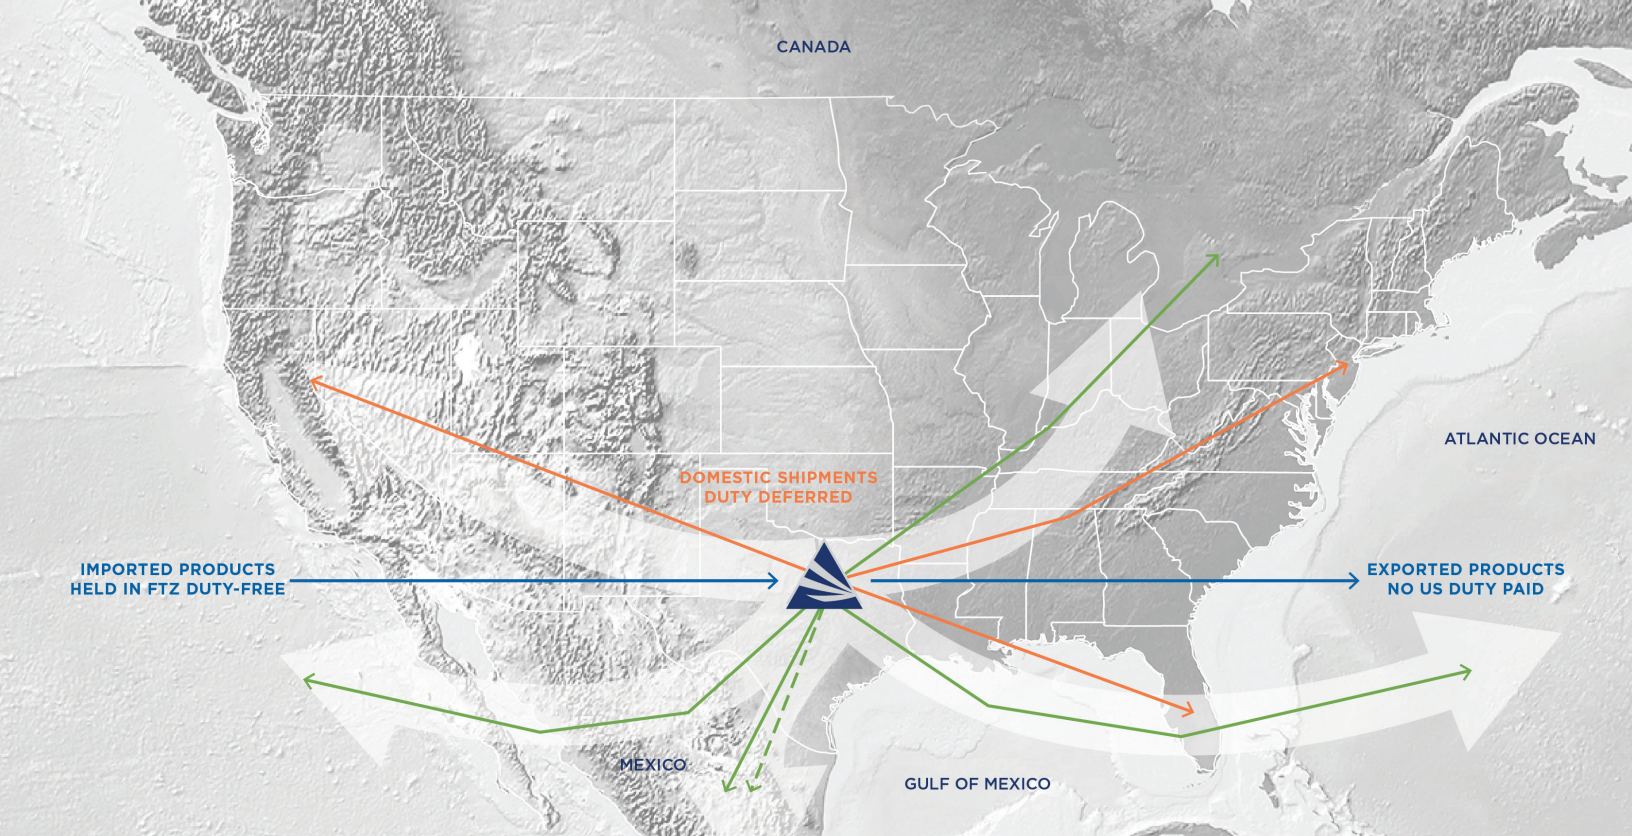 CANADA
ATLANTIC OCEAN
DOMESTIC SHIPMENTS
DUTY DEFERRED
IMPORTED PRODUCTS
HELD IN FTZ DUTY-FREE
EXPORTED PRODUCTS
NO US DUTY PAID
MEXICO
GULF OF MEXICO